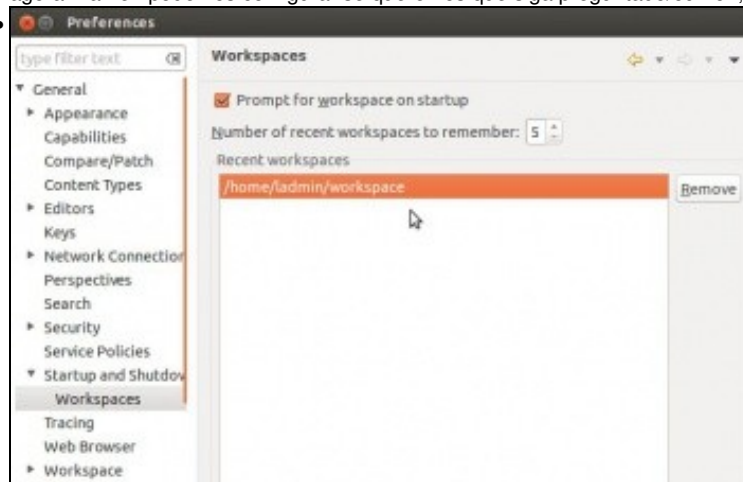 Preferences
type filter text
Workspaces
General
Prompt for workspace on startup
Appearance
Capabilities
Number of recent workspaces to remember: 5
Compare/Patch
Recent workspaces
Content Types
/home/ladmin/workspace
Remove
Editors
Keys
Network Connection
Perspectives
Search
Security
Service Policies
Startup and Shutdov
Workspaces
Tracing
Web Browser
Workspace